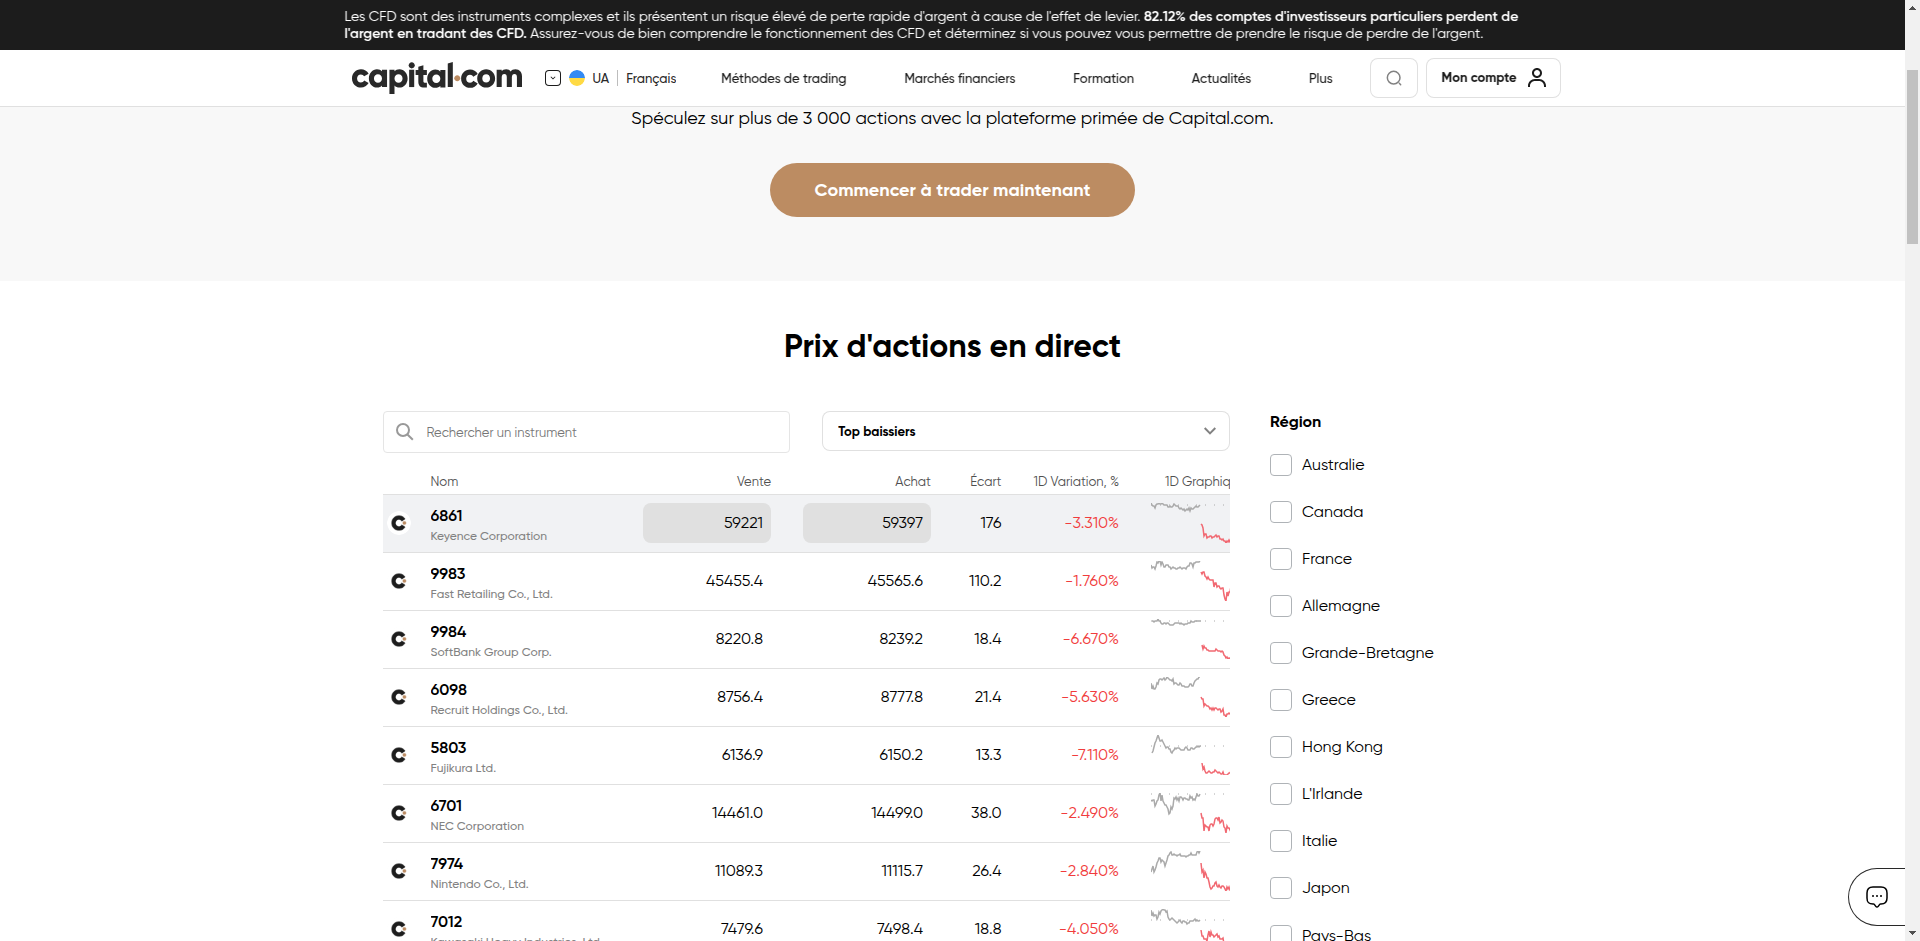 Les CFD sont des instruments complexes et ils présentent un risque élevé de perte rapide d'argent à cause de l'effet de levier. 82.12% des comptes d'investisseurs particuliers perdent de
l'argent en tradant des CFD. Assurez-vous de bien comprendre le fonctionnement des CFD et déterminez si vous pouvez vous permettre de prendre le risque de perdre de l'argent.
capital.com UA Français Méthodes de trading Marchés financiers Formation Actualités Plus Mon compte
Spéculez sur plus de 3 000 actions avec la plateforme primée de Capital.com.
Commencer à trader maintenant
Prix d'actions en direct
Rechercher un instrument
Top baissiers
Nom Vente Achat Écart 1D Variation, % 1D Graphiq
6861 59221 59397 176 -3.310%
Keyence Corporation
9983 45455.4 45565.6 110.2 -1.760%
Fast Retailing Co., Ltd.
9984 8220.8 8239.2 18.4 -6.670%
SoftBank Group Corp.
6098 8756.4 8777.8 21.4 -5.630%
Recruit Holdings Co., Ltd.
5803 6136.9 6150.2 13.3 -7.110%
Fujikura Ltd.
6701 14461.0 14499.0 38.0 -2.490%
NEC Corporation
7974 11089.3 11115.7 26.4 -2.840%
Nintendo Co., Ltd.
7012 7479.6 7498.4 18.8 -4.050%
Kawasaki Heavy Industries, Ltd.
Région
Australie
Canada
France
Allemagne
Grande-Bretagne
Greece
Hong Kong
L'Irlande
Italie
Japon
Pays-Bas